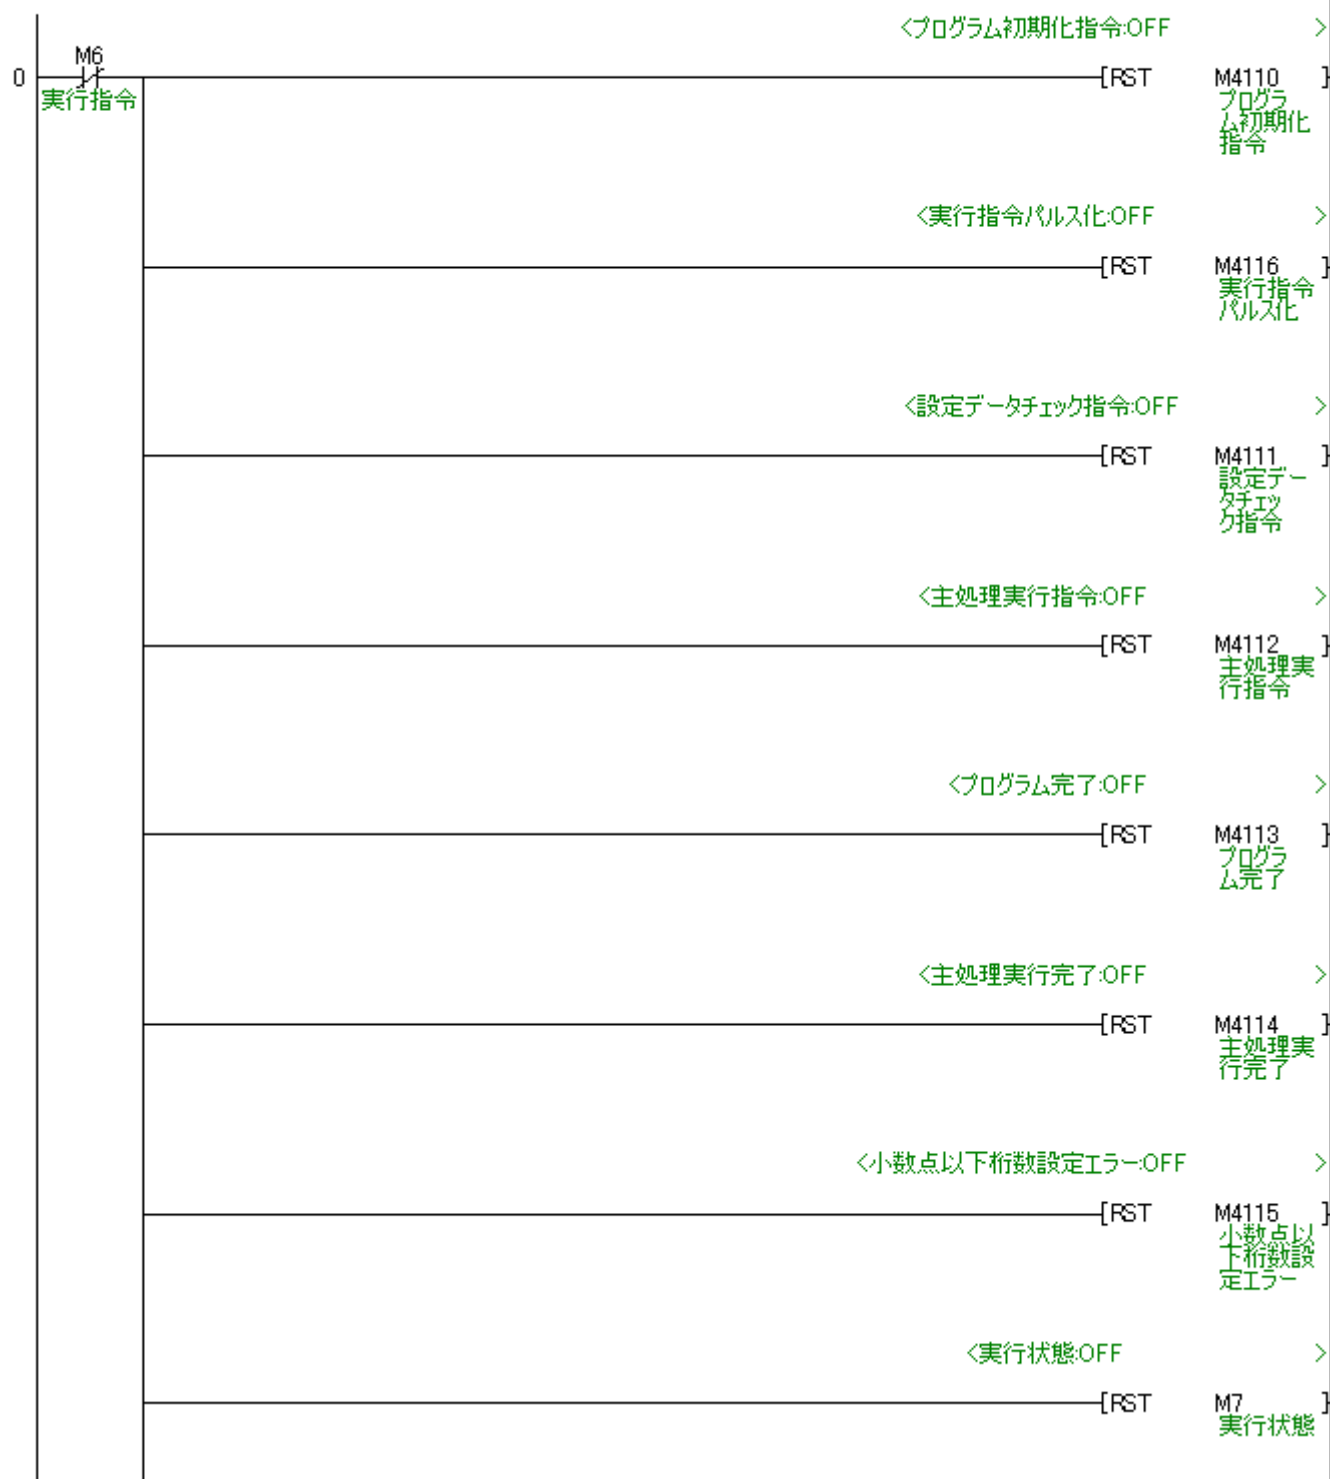 <プログラム初期化指令:OFF >
M6
0 [RST M4110 ]
実行指令
プログラ
ム初期化
指令
<実行指令パルス化:OFF >
[RST M4116 ]
実行指令
パルス化
<設定データチェック指令:OFF >
[RST M4111 ]
設定デー
タチェッ
ク指令
<主処理実行指令:OFF >
[RST M4112 ]
主処理実
行指令
<プログラム完了:OFF >
[RST M4113 ]
プログラ
ム完了
<主処理実行完了:OFF >
[RST M4114 ]
主処理実
行完了
<小数点以下桁数設定エラー:OFF >
[RST M4115 ]
小数点以
下桁数設
定エラー
<実行状態:OFF >
[RST M7 ]
実行状態